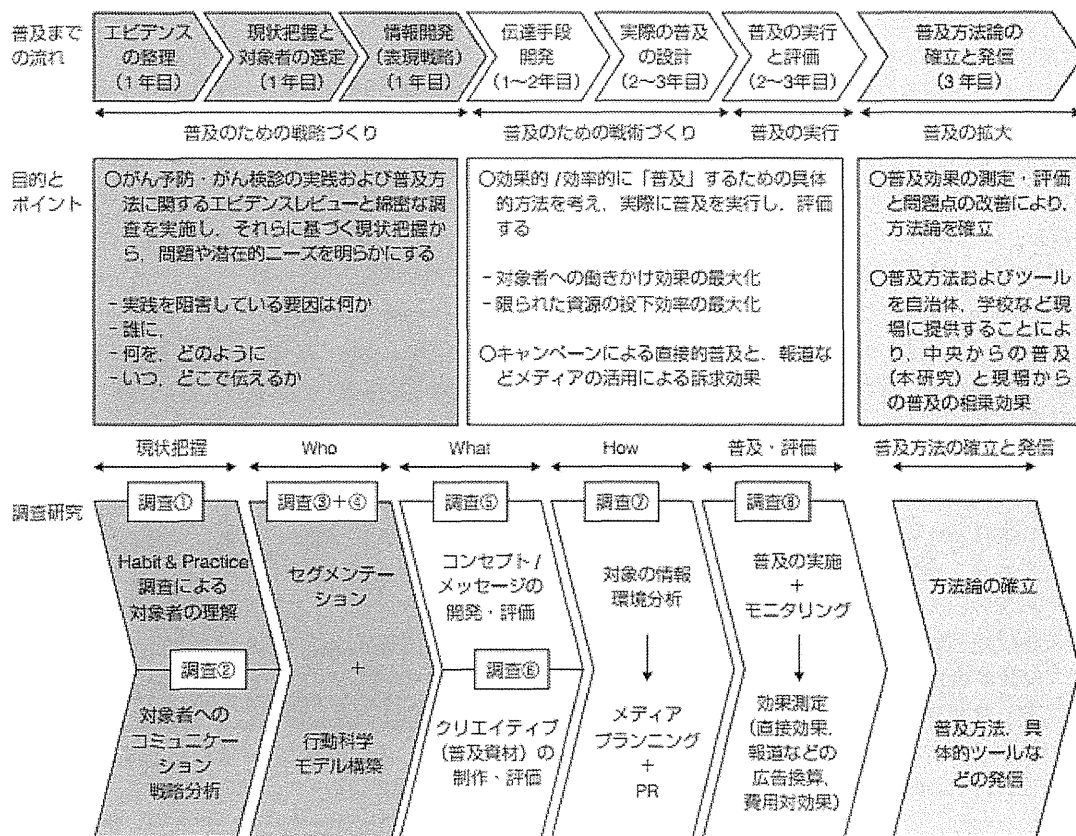 普及まで
の流れ
エビデンス
の整理
(1年目)
現状把握と
対象者の選定
(1年目)
情報開発
(表現戦略)
(1年目)
伝達手段
開発
(1〜2年目)
実際の普及
の設計
(2〜3年目)
普及の実行
と評価
(2〜3年目)
普及方法論の
確立と発信
(3年目)
普及のための戦略づくり
普及のための戦術づくり
普及の実行
普及の拡大
目的と
ポイント
○がん予防・がん検診の実践および普及方
法に関するエビデンスレビューと綿密な調
査を実施し，それらに基づく現状把握か
ら，問題や潜在的ニーズを明らかにする
- 実践を阻害している要因は何か
- 誰に，
- 何を，どのように
- いつ，どこで伝えるか
○効果的/効率的に「普及」するための具体
的方法を考え，実際に普及を実行し，評価
する
- 対象者への働きかけ効果の最大化
- 限られた資源の投下効率の最大化
○キャンペーンによる直接的普及と，報道な
どメディアの活用による訴求効果
○普及効果の測定・評価
と問題点の改善により，
方法論を確立
○普及方法およびツール
を自治体，学校など現
場に提供することによ
り，中央からの普及
(本研究)と現場から
の普及の相乗効果
現状把握
Who
What
How
普及・評価
普及方法の確立と発信
調査研究
調査①
Habit & Practice
調査による
対象者の理解
調査②
対象者への
コミュニケー
ション
戦略分析
調査③+④
セグメンテー
ション
+
行動科学
モデル構築
調査⑤
コンセプト/
メッセージの
開発・評価
調査⑥
クリエイティブ
(普及資材)の
制作・評価
調査⑦
対象の情報
環境分析
メディア
プランニング
+
PR
調査⑧
普及の実施
+
モニタリング
効果測定
(直接効果，
報道などの
広告換算，
費用対効果)
方法論の確立
普及方法，具
体的ツールな
どの発信